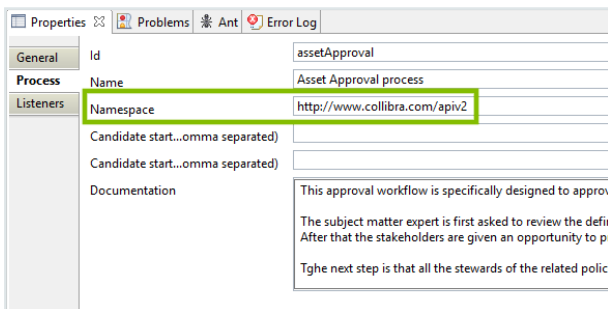 Properties Problems Ant Error Log
General Id assetApproval
Process Name Asset Approval process
Listeners Namespace http://www.collibra.com/apiv2
Candidate start...omma separated)
Candidate start...omma separated)
Documentation This approval workflow is specifically designed to
The subject matter expert is first asked to review the
After that the stakeholders are given an opportunity to
Tghe next step is that all the stewards of the related